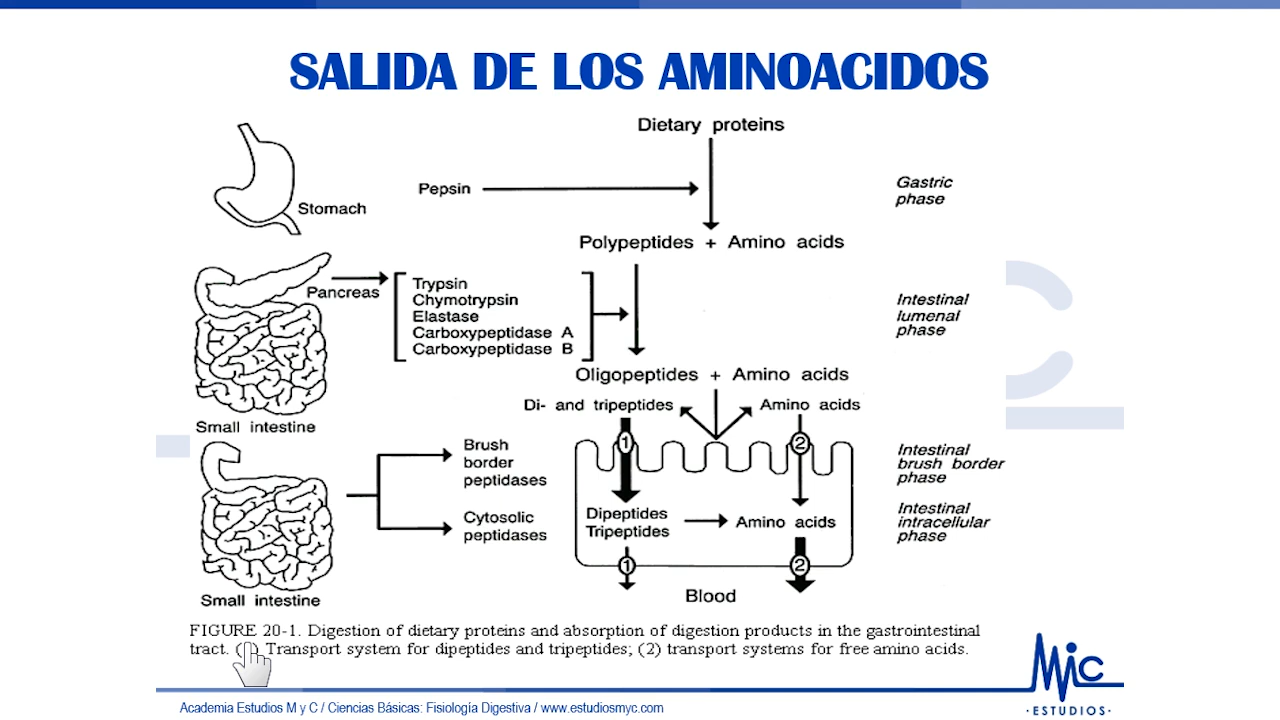 SALIDA DE LOS AMINOACIDOS
Dietary proteins
Pepsin
Gastric
phase
Stomach
Polypeptides + Amino acids
Pancreas
Trypsin
Chymotrypsin
Elastase
Carboxypeptidase A
Carboxypeptidase B
Intestinal
lumenal
phase
Oligopeptides + Amino acids
Di- and tripeptides
Amino acids
Small intestine
Brush
border
peptidases
1
2
Intestinal
brush border
phase
Cytosolic
peptidases
Dipeptides
Tripeptides
Amino acids
Intestinal
intracellular
phase
1
2
Small intestine
Blood
FIGURE 20-1. Digestion of dietary proteins and absorption of digestion products in the gastrointestinal
tract. ( ) Transport system for dipeptides and tripeptides; (2) transport systems for free amino acids.
Academia Estudios M y C / Ciencias Básicas: Fisiología Digestiva / www.estudiosmyc.com
MyC
·ESTUDIOS·